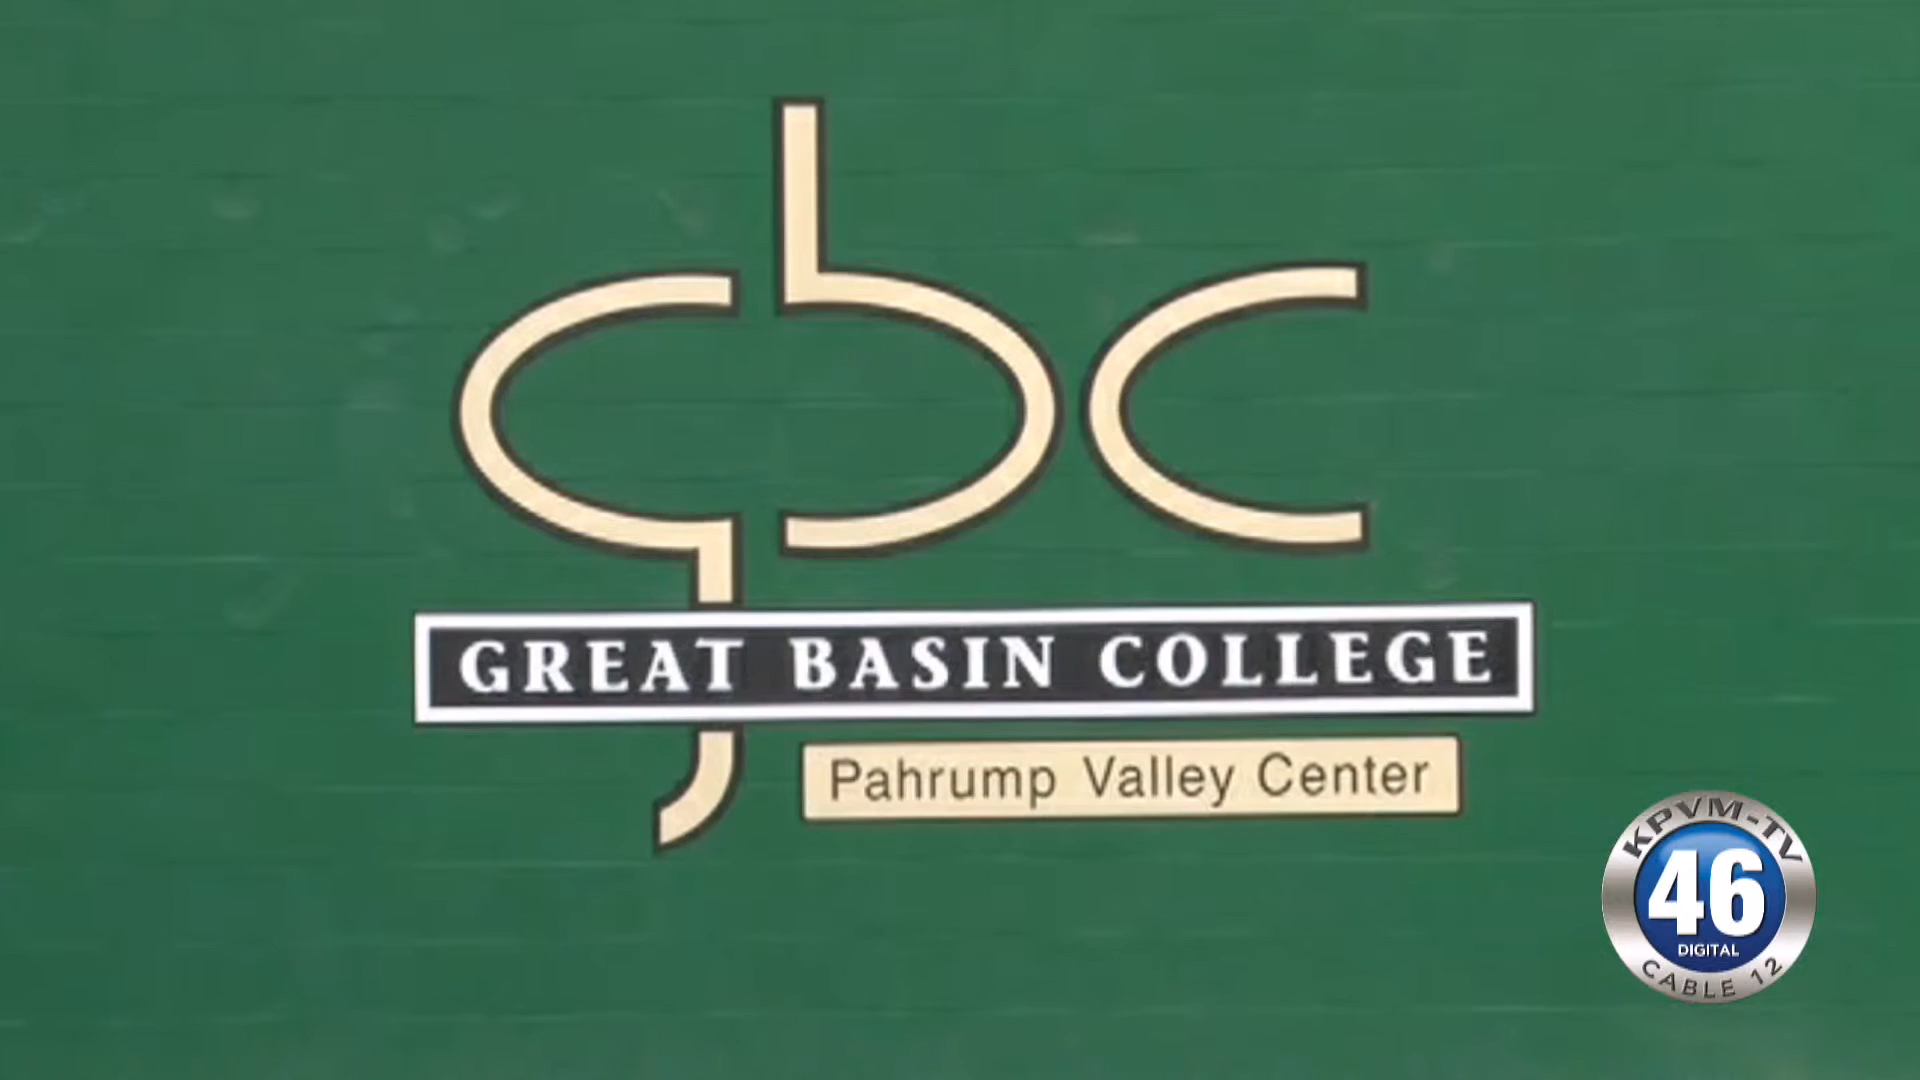 gbc
GREAT BASIN COLLEGE
Pahrump Valley Center
KPVM-TV
46
DIGITAL
CABLE 12